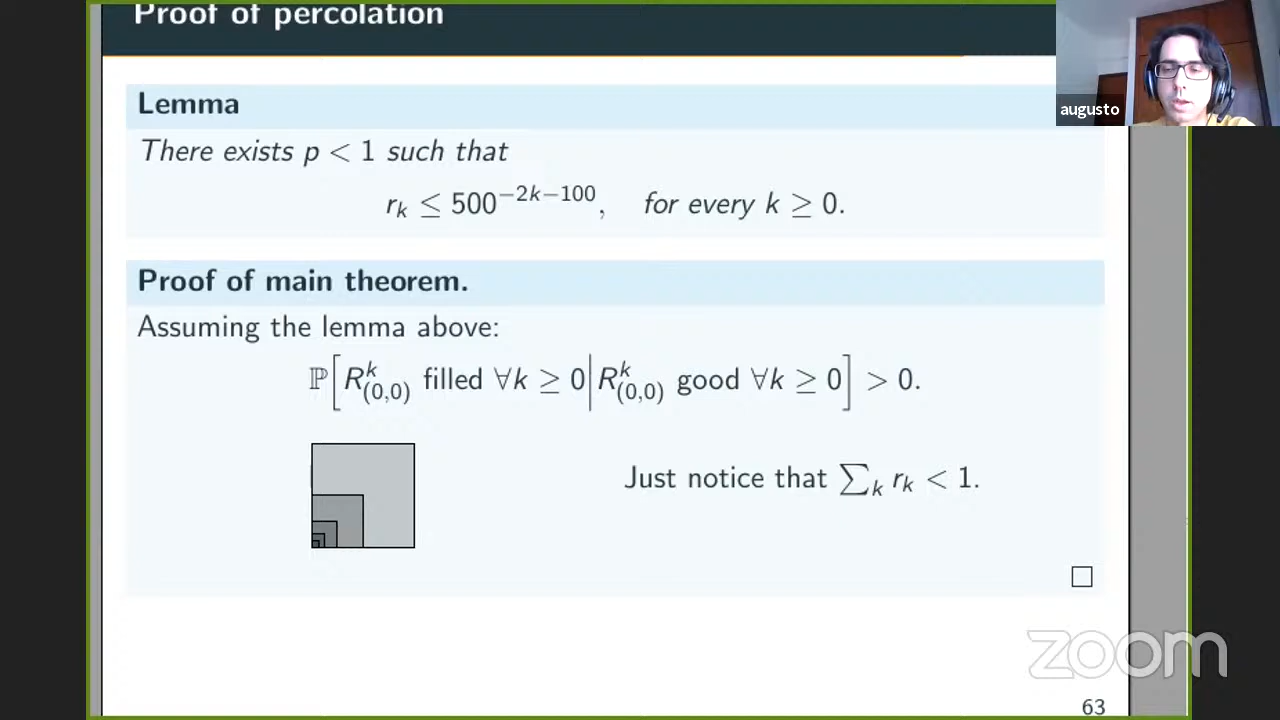 Proof of percolation
augusto
Lemma
There exists p < 1 such that
r_k ≤ 500^{−2k−100}, for every k ≥ 0.
Proof of main theorem.
Assuming the lemma above:
ℙ[R^k_{(0,0)} filled ∀k ≥ 0|R^k_{(0,0)} good ∀k ≥ 0] > 0.
Just notice that ∑_k r_k < 1.
□
zoom
63